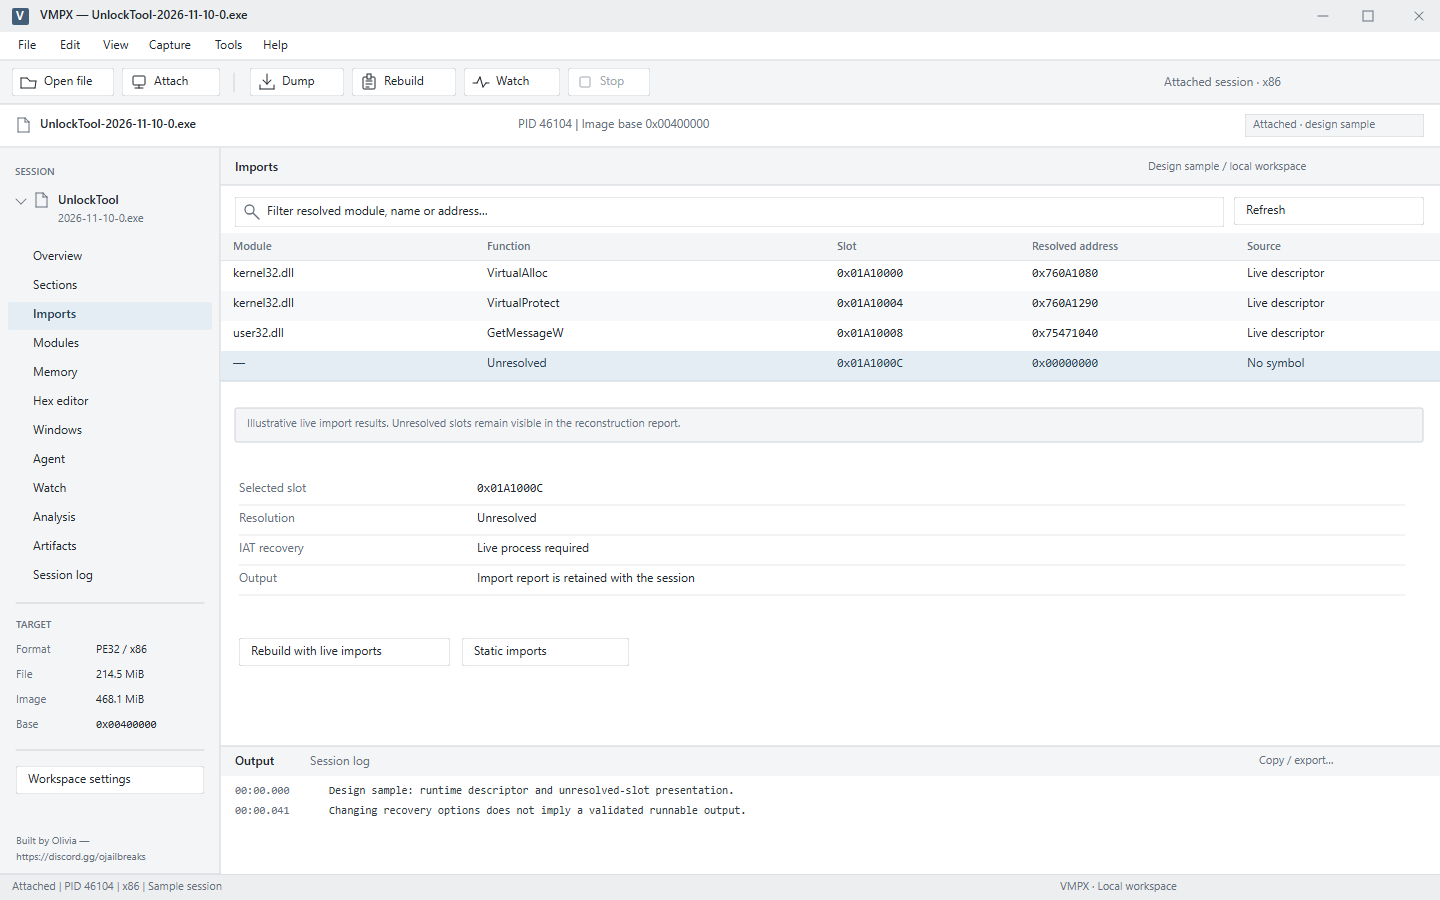 V VMPX — UnlockTool-2026-11-10-0.exe
File Edit View Capture Tools Help
Open file Attach Dump Rebuild Watch Stop Attached session · x86
UnlockTool-2026-11-10-0.exe PID 46104 | Image base 0x00400000 Attached · design sample
SESSION
UnlockTool
2026-11-10-0.exe
Overview
Sections
Imports
Modules
Memory
Hex editor
Windows
Agent
Watch
Analysis
Artifacts
Session log
TARGET
Format PE32 / x86
File 214.5 MiB
Image 468.1 MiB
Base 0x00400000
Workspace settings
Built by Olivia —
https://discord.gg/ojailbreaks
Imports Design sample / local workspace
Filter resolved module, name or address... Refresh
Module Function Slot Resolved address Source
kernel32.dll VirtualAlloc 0x01A10000 0x760A1080 Live descriptor
kernel32.dll VirtualProtect 0x01A10004 0x760A1290 Live descriptor
user32.dll GetMessageW 0x01A10008 0x75471040 Live descriptor
— Unresolved 0x01A1000C 0x00000000 No symbol
Illustrative live import results. Unresolved slots remain visible in the reconstruction report.
Selected slot 0x01A1000C
Resolution Unresolved
IAT recovery Live process required
Output Import report is retained with the session
Rebuild with live imports Static imports
Output Session log Copy / export...
00:00.000 Design sample: runtime descriptor and unresolved-slot presentation.
00:00.041 Changing recovery options does not imply a validated runnable output.
Attached | PID 46104 | x86 | Sample session VMPX · Local workspace